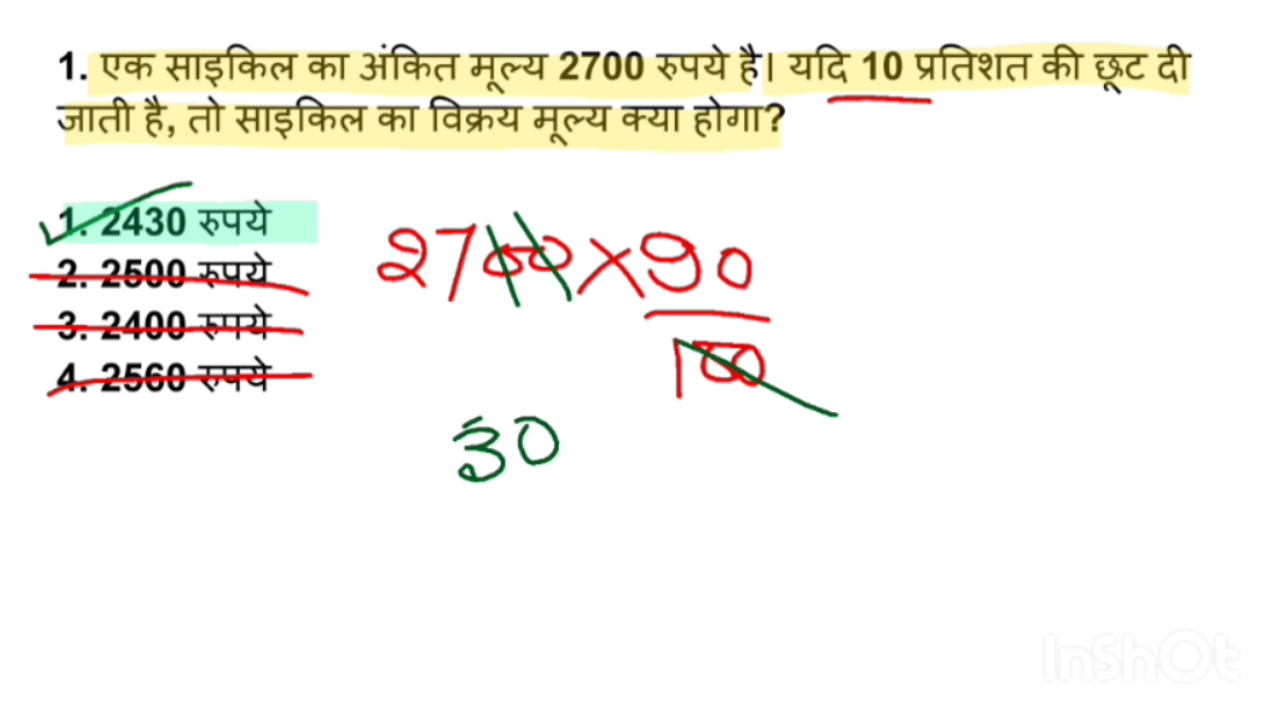 1. एक साइकिल का अंकित मूल्य 2700 रुपये है। यदि 10 प्रतिशत की छूट दी
जाती है, तो साइकिल का विक्रय मूल्य क्या होगा?
1. 2430 रुपये
2. 2500 रुपये
3. 2400 रुपये
4. 2560 रुपये
2700 × 90
100
30
InShOt